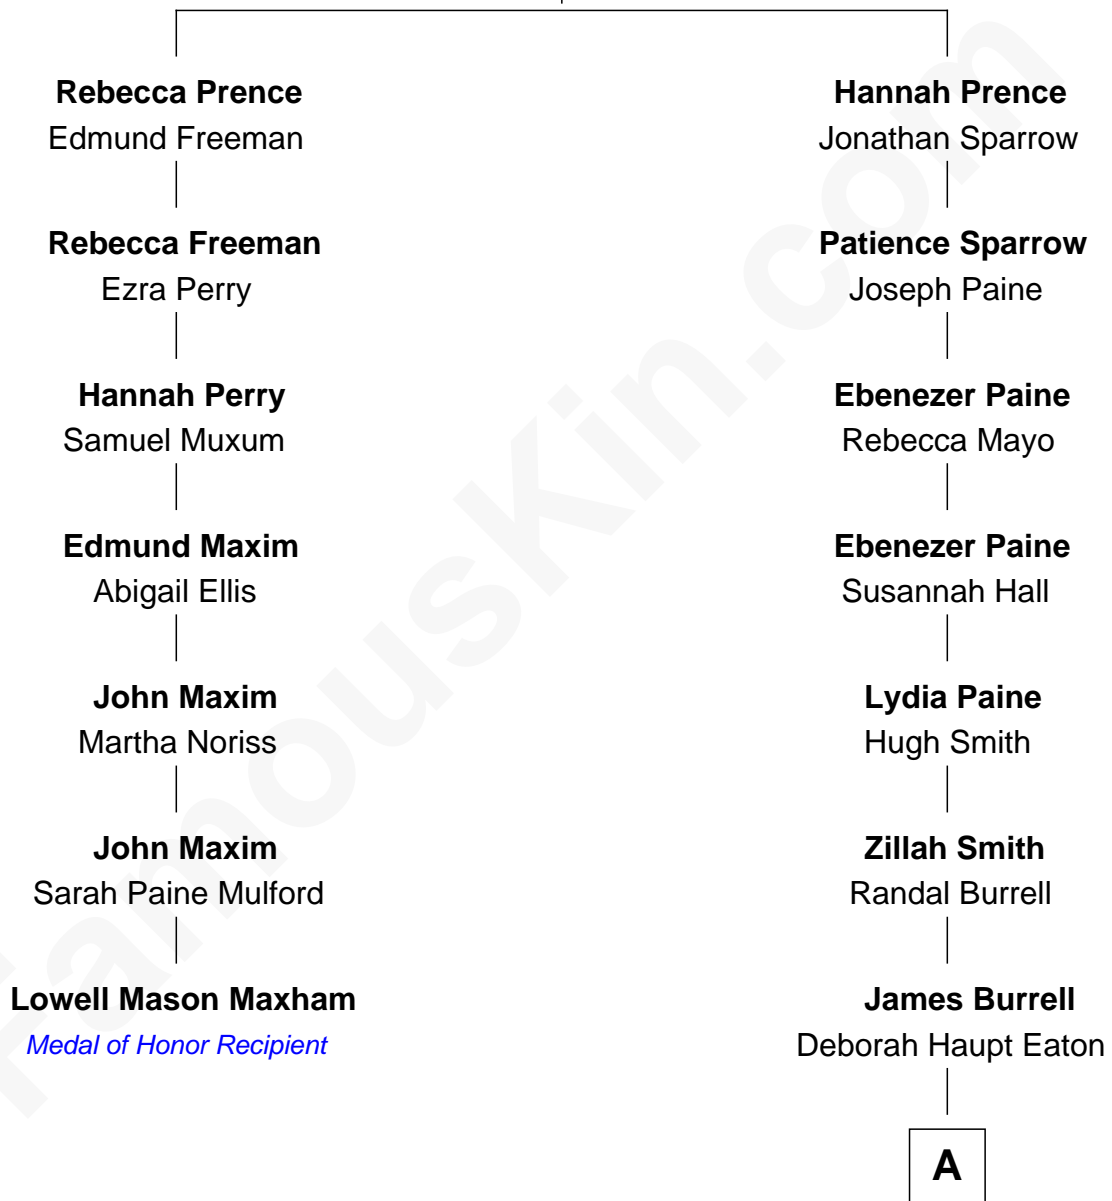 Rebecca Prence
Edmund Freeman
Rebecca Freeman
Ezra Perry
Hannah Perry
Samuel Muxum
Edmund Maxim
Abigail Ellis
John Maxim
Martha Noriss
John Maxim
Sarah Paine Mulford
Lowell Mason Maxham
Medal of Honor Recipient
Hannah Prence
Jonathan Sparrow
Patience Sparrow
Joseph Paine
Ebenezer Paine
Rebecca Mayo
Ebenezer Paine
Susannah Hall
Lydia Paine
Hugh Smith
Zillah Smith
Randal Burrell
James Burrell
Deborah Haupt Eaton
A
FamousKin.com